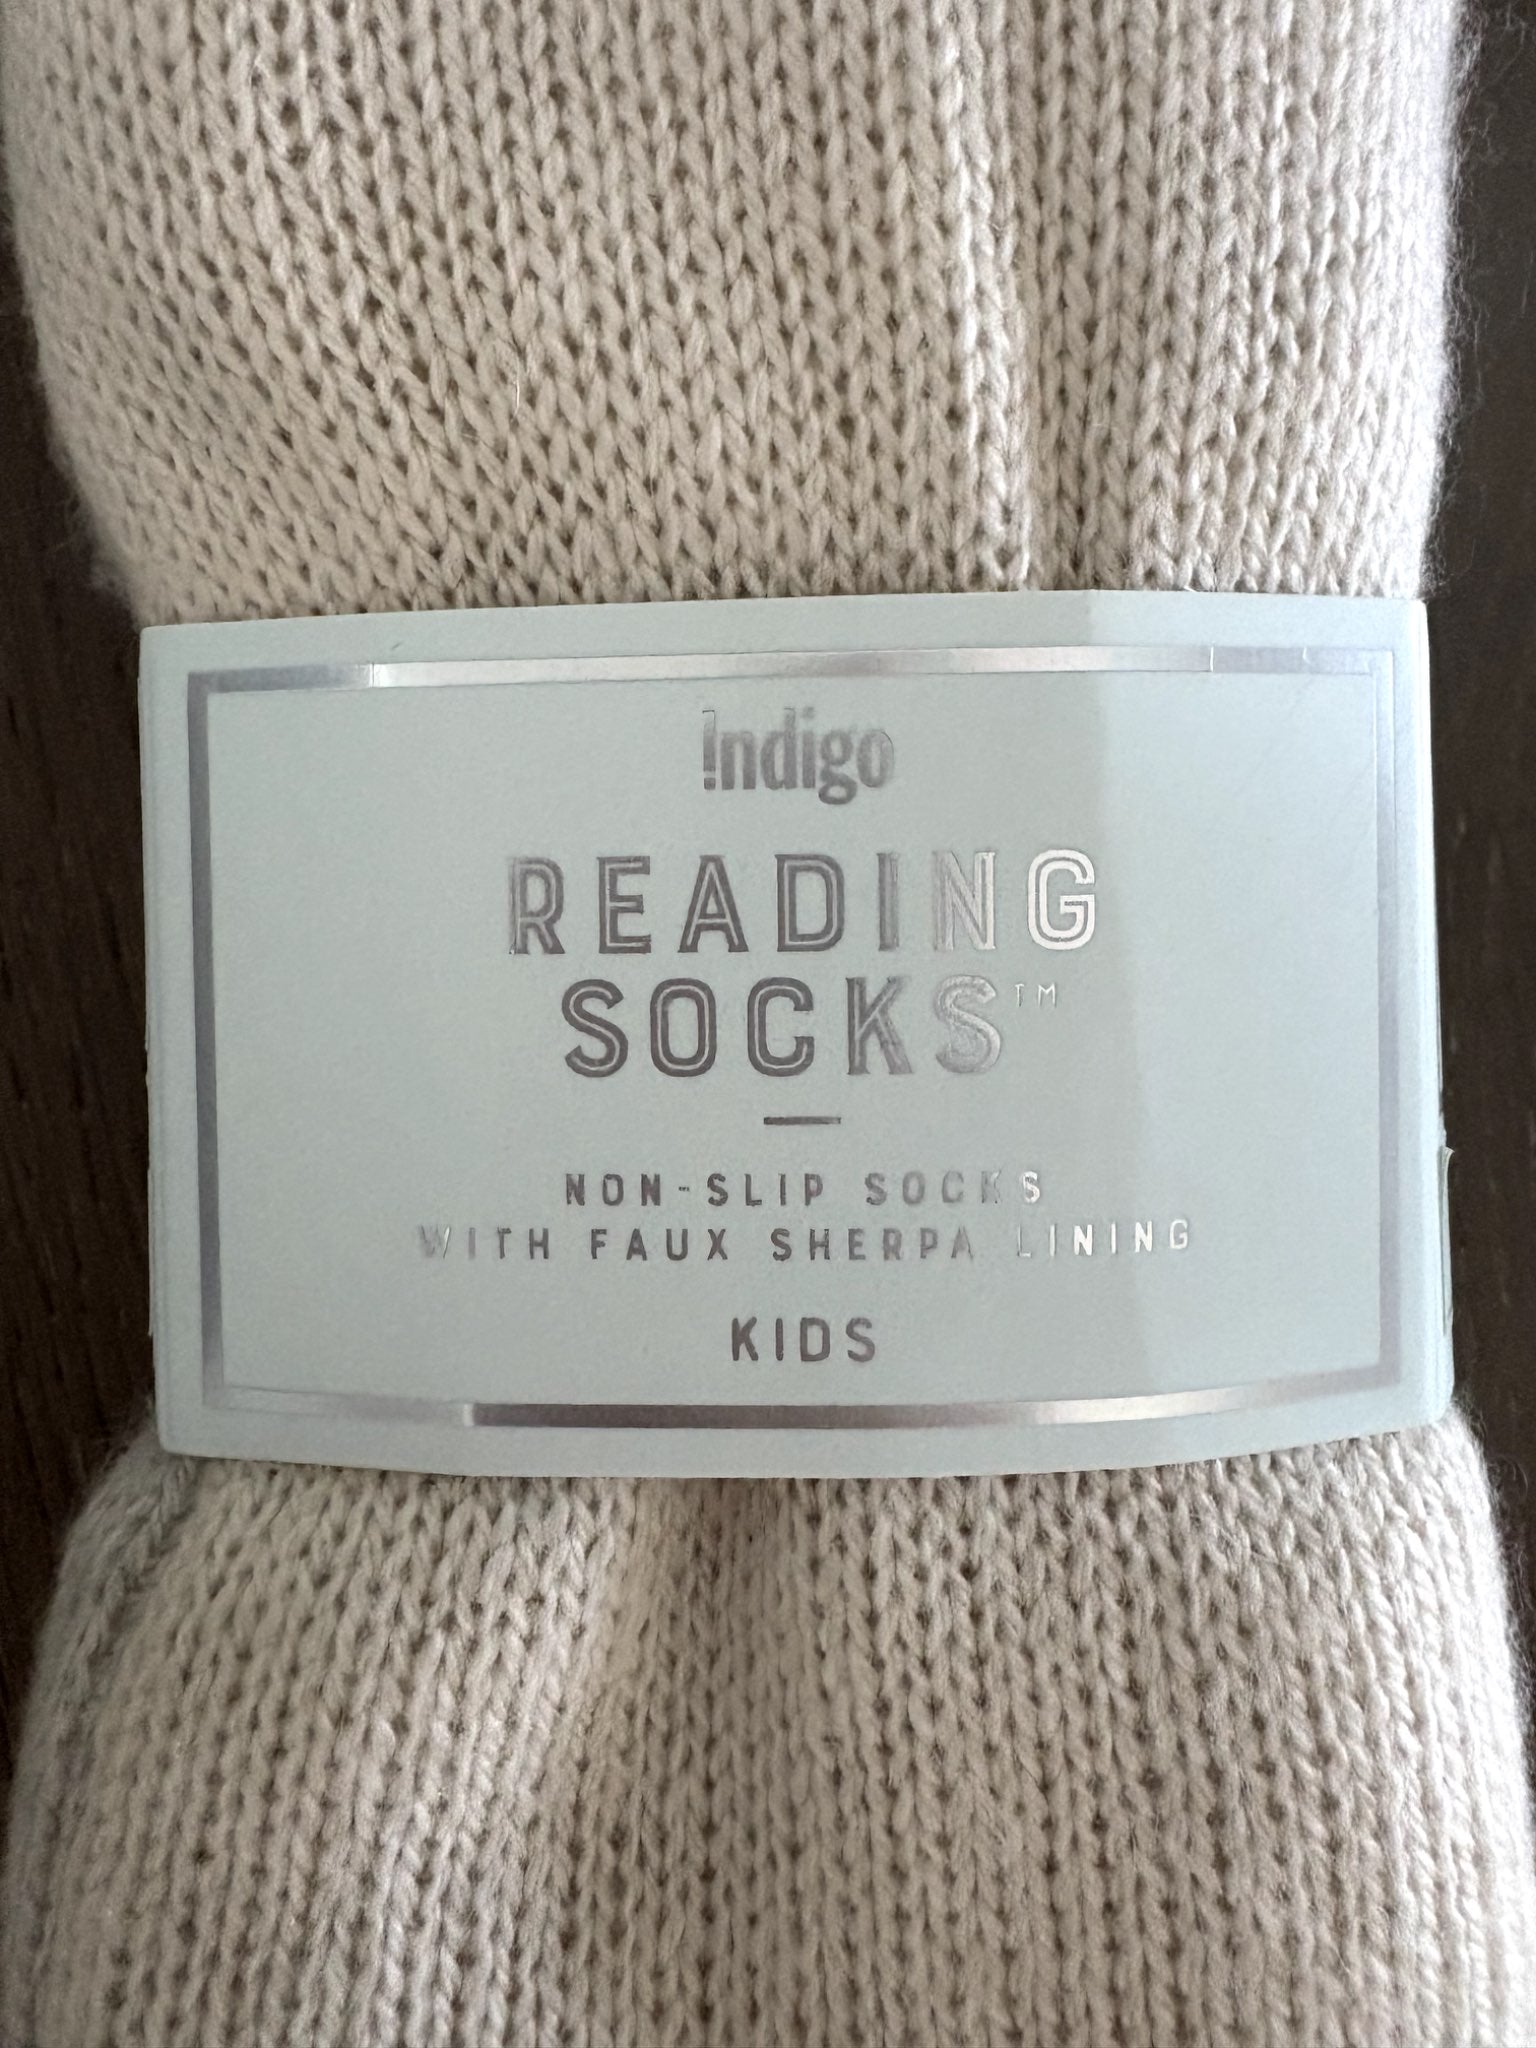 !ndigo
READING
SOCKS™
NON-SLIP SOCKS
WITH FAUX SHERPA LINING
KIDS